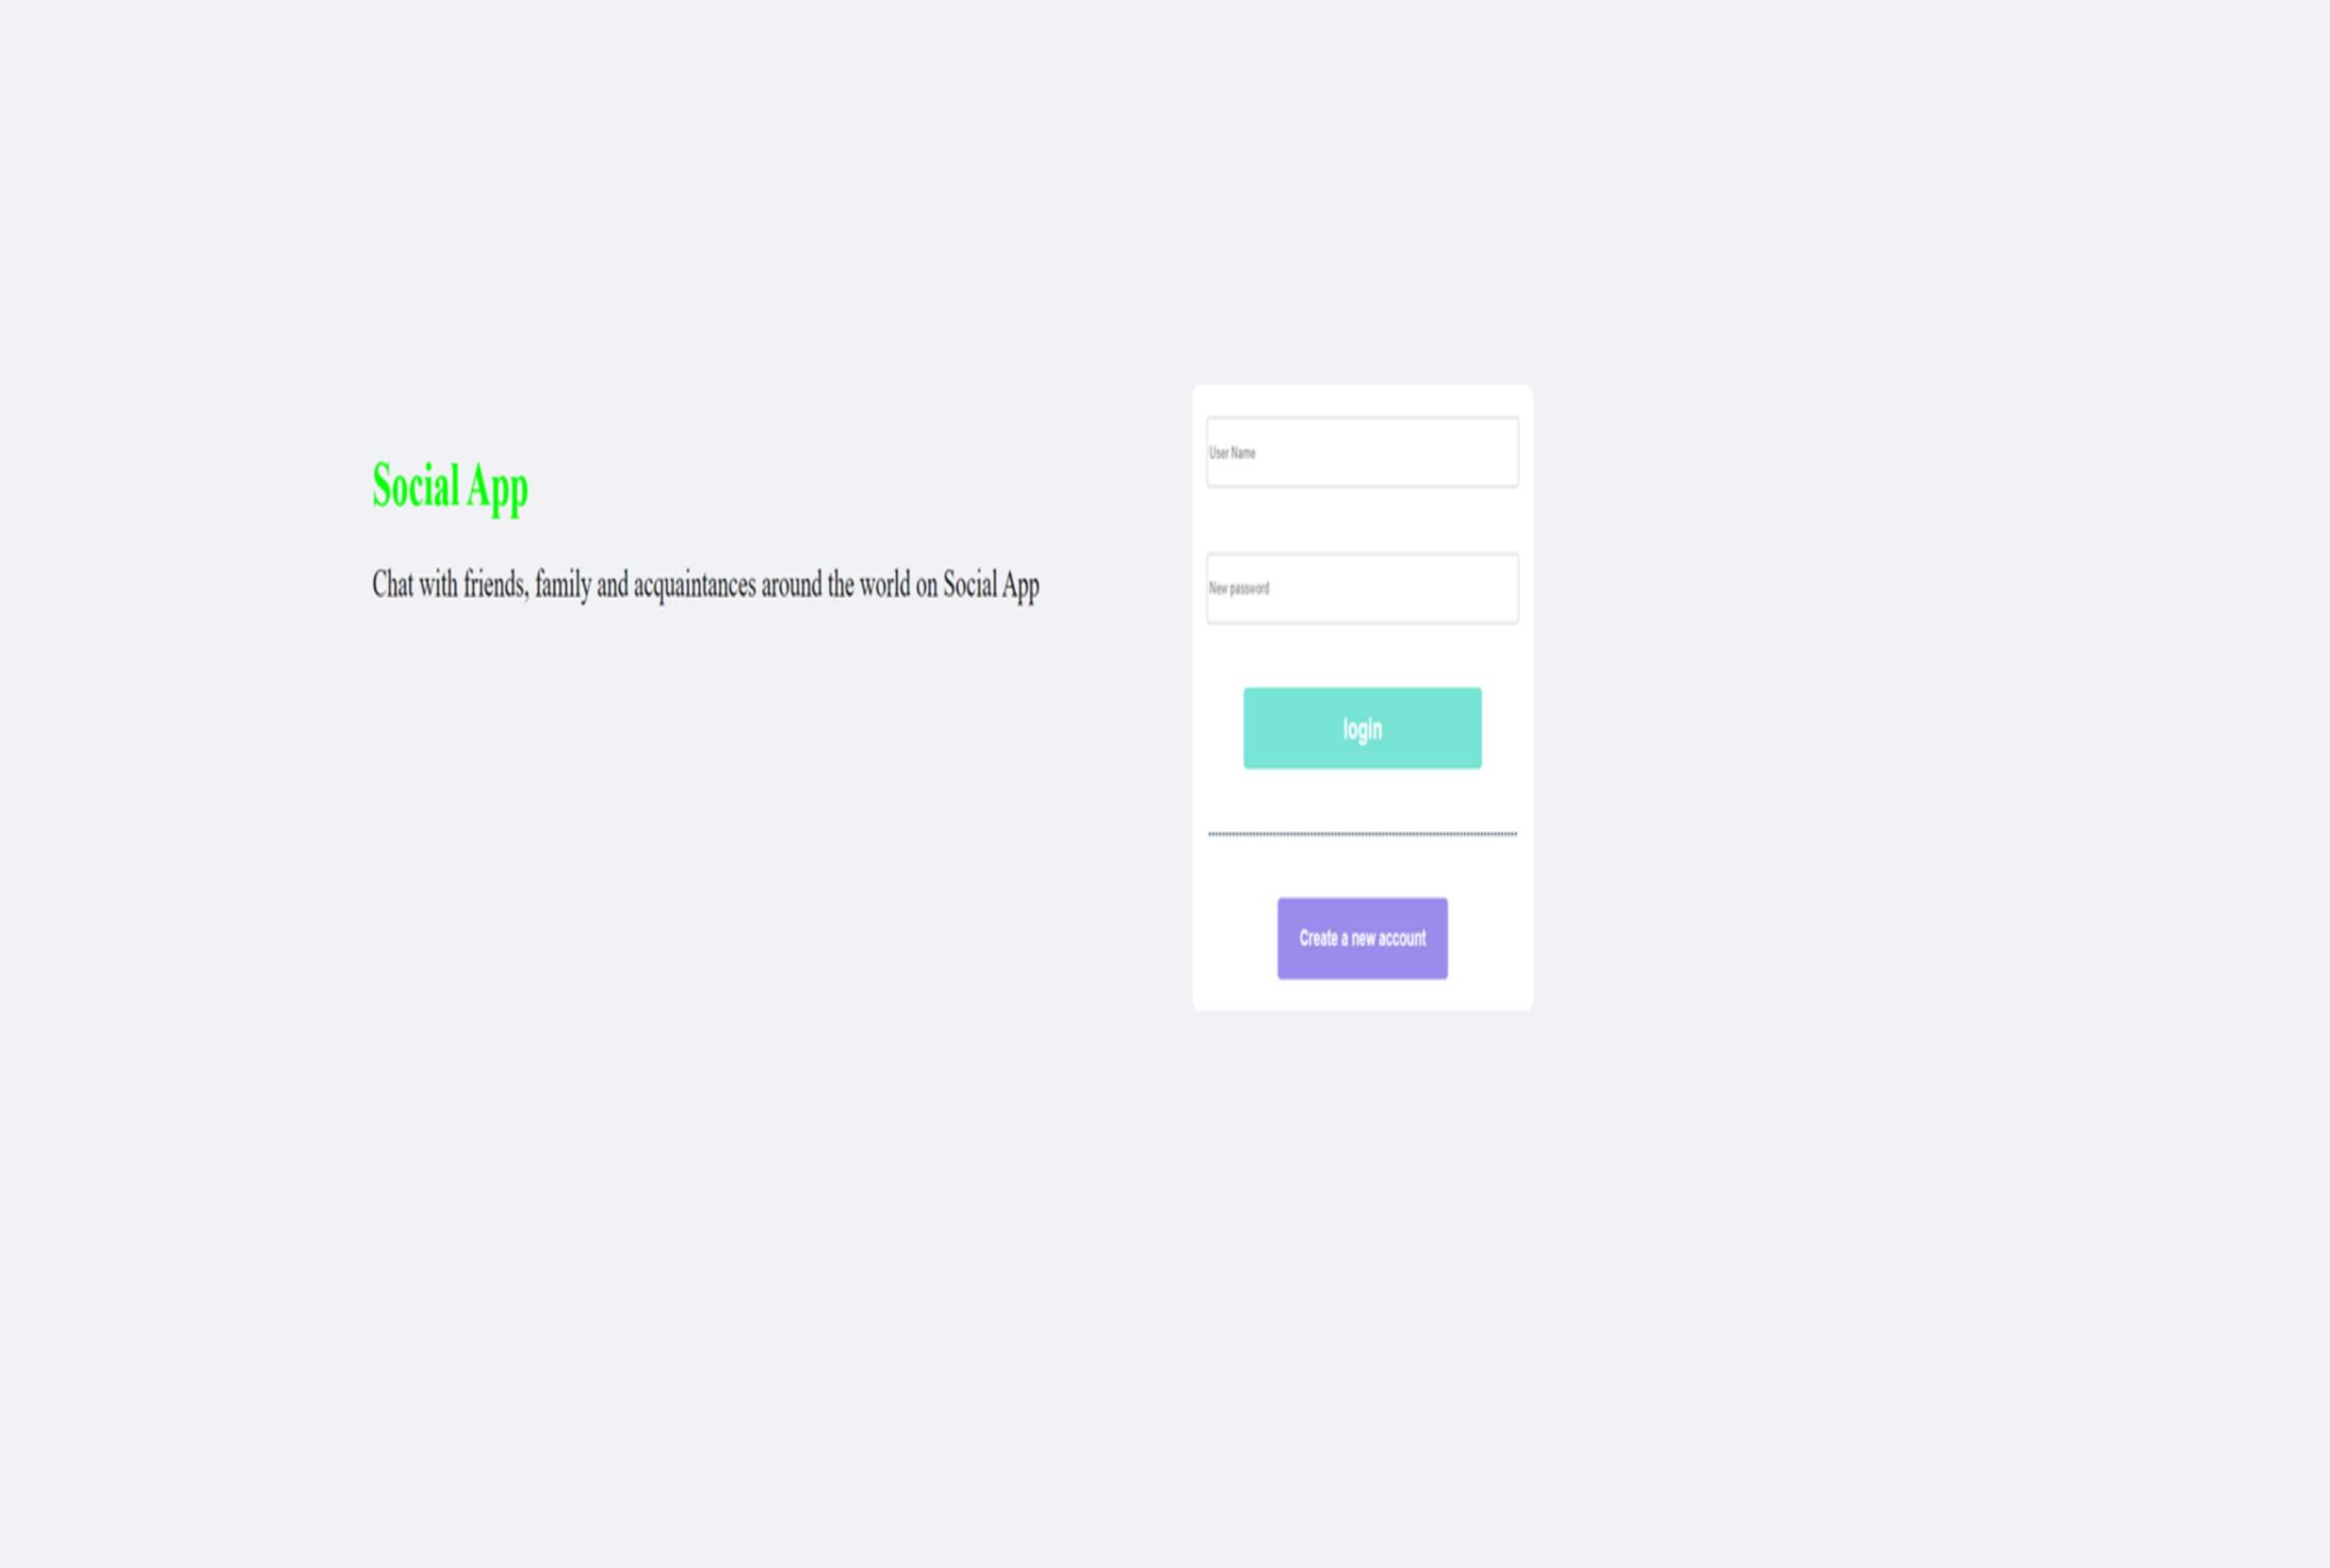 Social App
Chat with friends, family and acquaintances around the world on Social App
User Name
New password
login
Create a new account